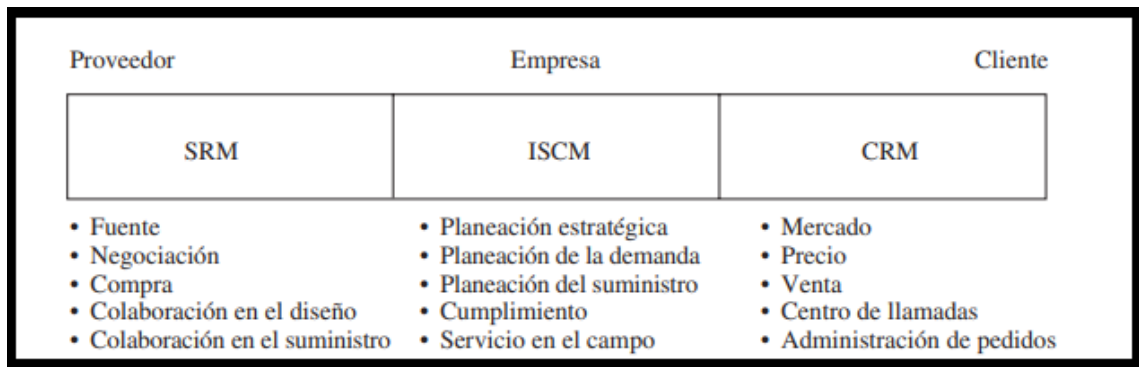 Proveedor Empresa Cliente
SRM ISCM CRM
• Fuente
• Negociación
• Compra
• Colaboración en el diseño
• Colaboración en el suministro
• Planeación estratégica
• Planeación de la demanda
• Planeación del suministro
• Cumplimiento
• Servicio en el campo
• Mercado
• Precio
• Venta
• Centro de llamadas
• Administración de pedidos